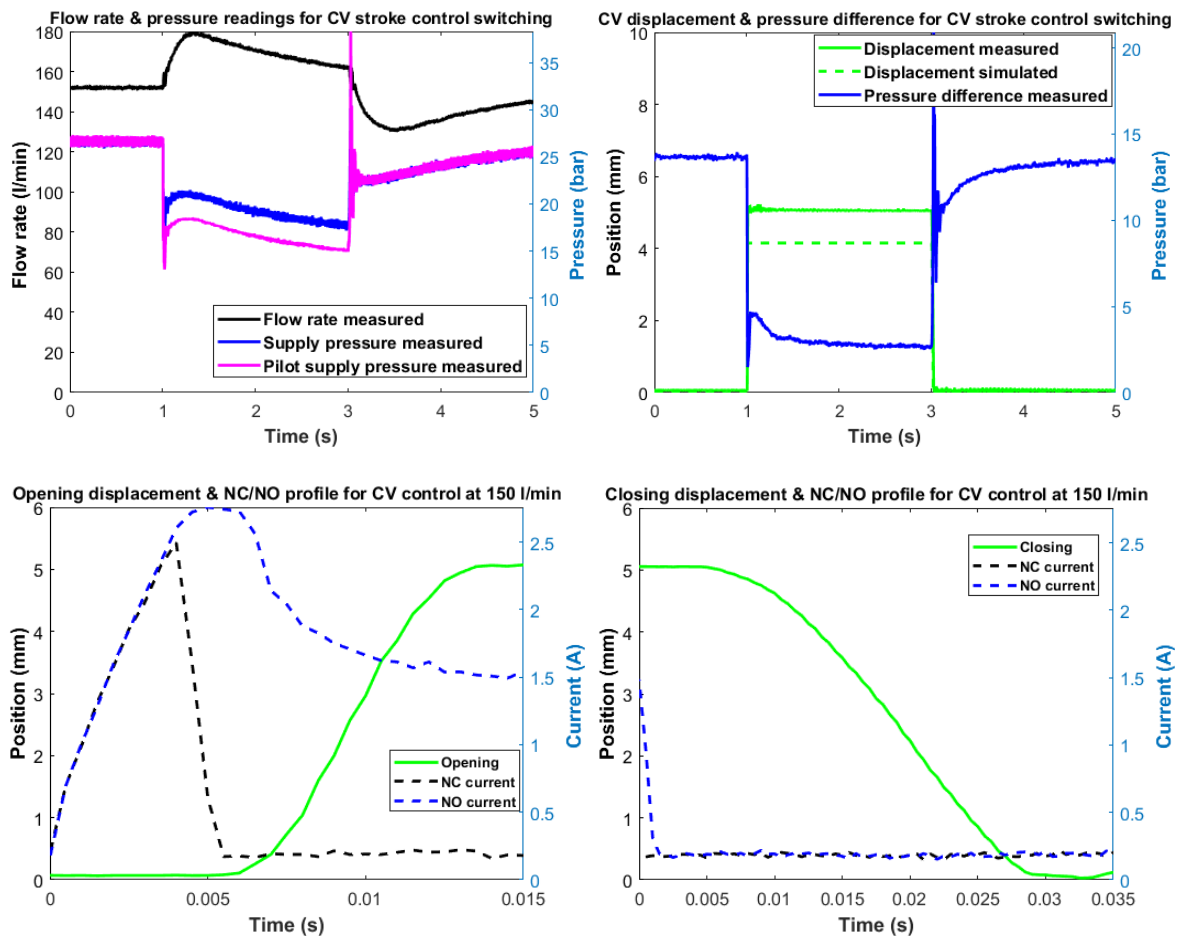 Flow rate & pressure readings for CV stroke control switching
180
160
140
120
100
80
60
40
20
0
Flow rate (l/min)
35
30
25
20
15
10
5
0
Pressure (bar)
Flow rate measured
Supply pressure measured
Pilot supply pressure measured
0 1 2 3 4 5
Time (s)
CV displacement & pressure difference for CV stroke control switching
10
8
6
4
2
0
Position (mm)
20
15
10
5
0
Pressure (bar)
Displacement measured
Displacement simulated
Pressure difference measured
0 1 2 3 4 5
Time (s)
Opening displacement & NC/NO profile for CV control at 150 l/min
6
5
4
3
2
1
0
Position (mm)
2.5
2
1.5
1
0.5
0
Current (A)
Opening
NC current
NO current
0 0.005 0.01 0.015
Time (s)
Closing displacement & NC/NO profile for CV control at 150 l/min
6
5
4
3
2
1
0
Position (mm)
2.5
2
1.5
1
0.5
0
Current (A)
Closing
NC current
NO current
0 0.005 0.01 0.015 0.02 0.025 0.03 0.035
Time (s)